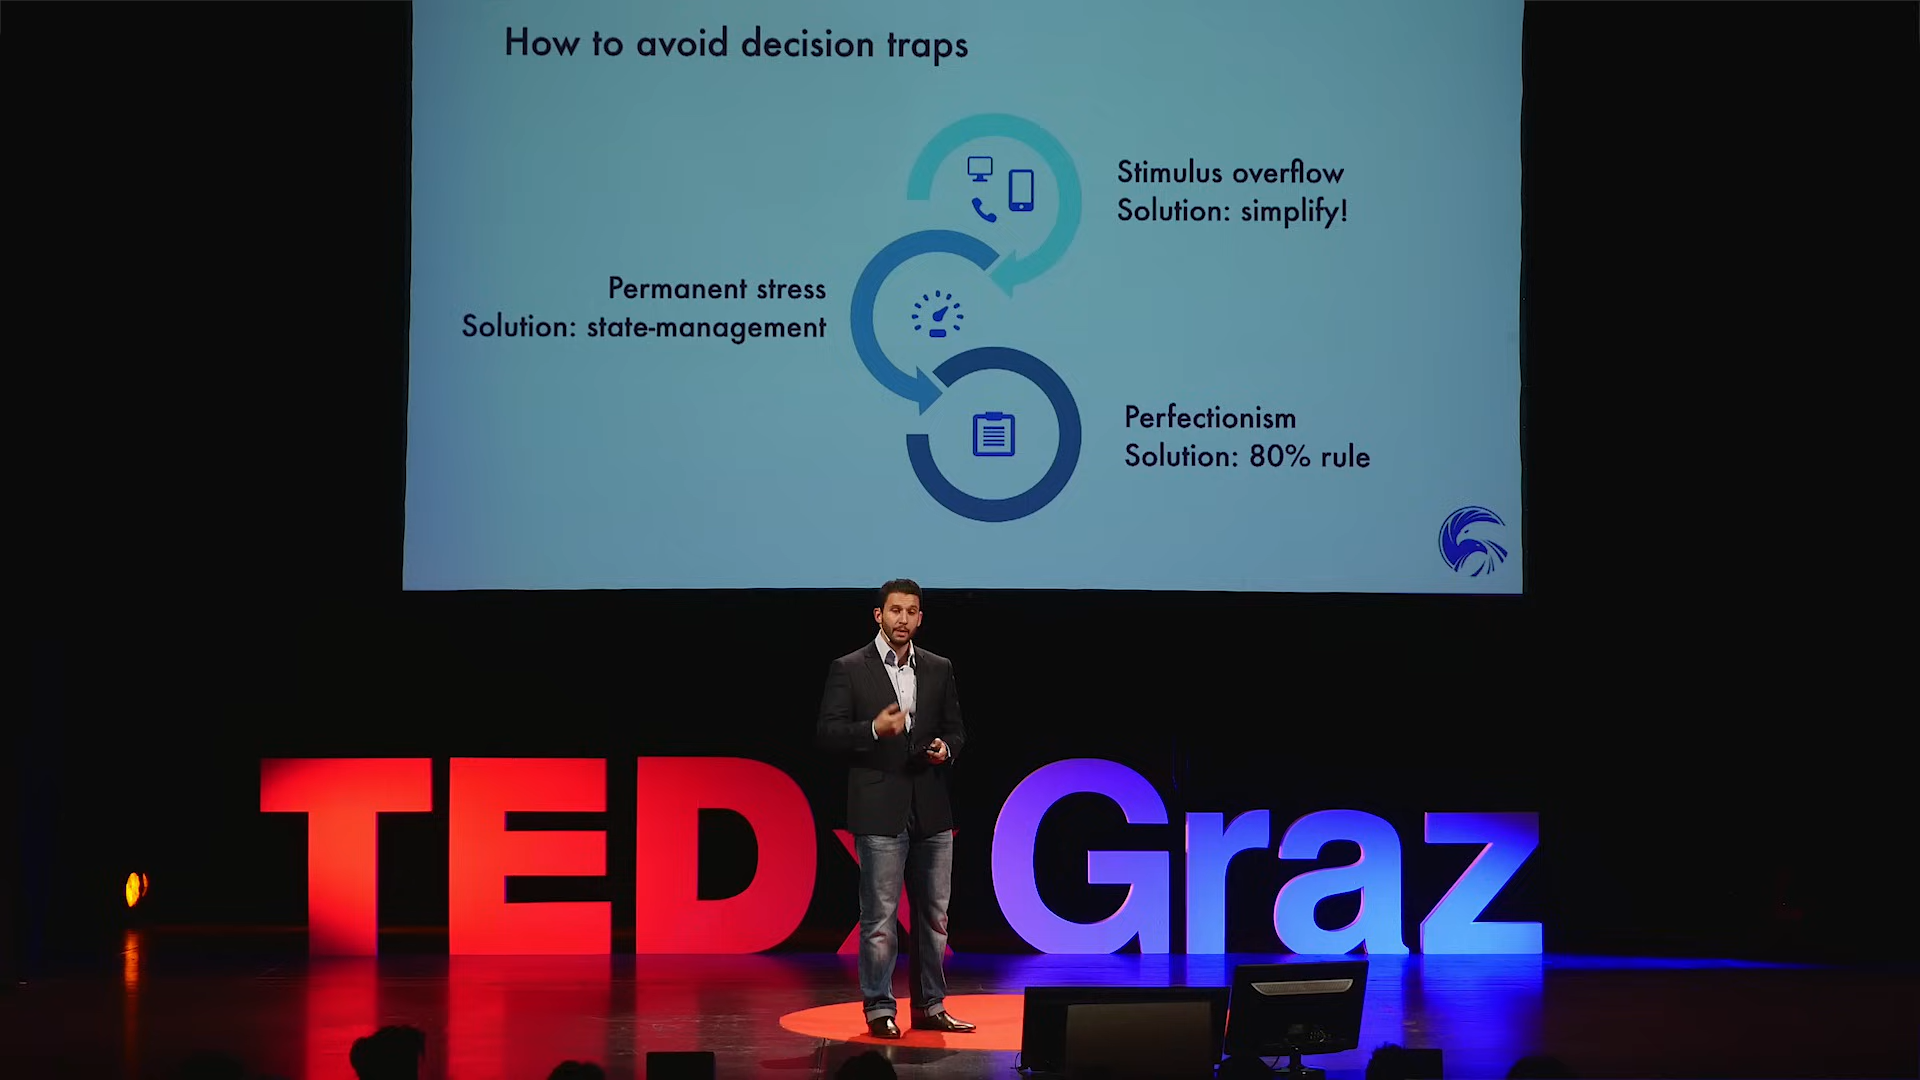 How to avoid decision traps
Stimulus overflow
Solution: simplify!
Permanent stress
Solution: state-management
Perfectionism
Solution: 80% rule
TEDx Graz